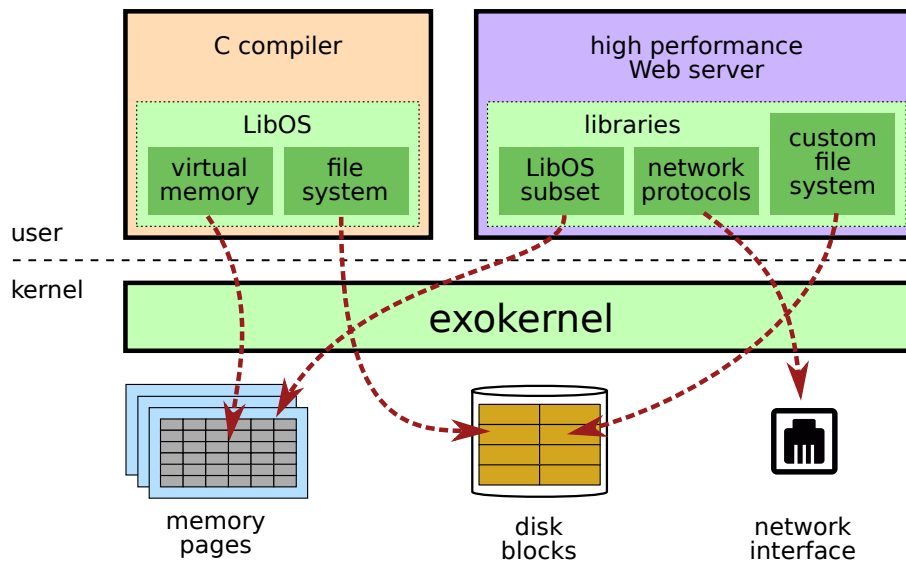 C compiler
high performance
Web server
LibOS
virtual
memory
file
system
libraries
LibOS
subset
network
protocols
custom
file
system
user
kernel
exokernel
memory
pages
disk
blocks
network
interface